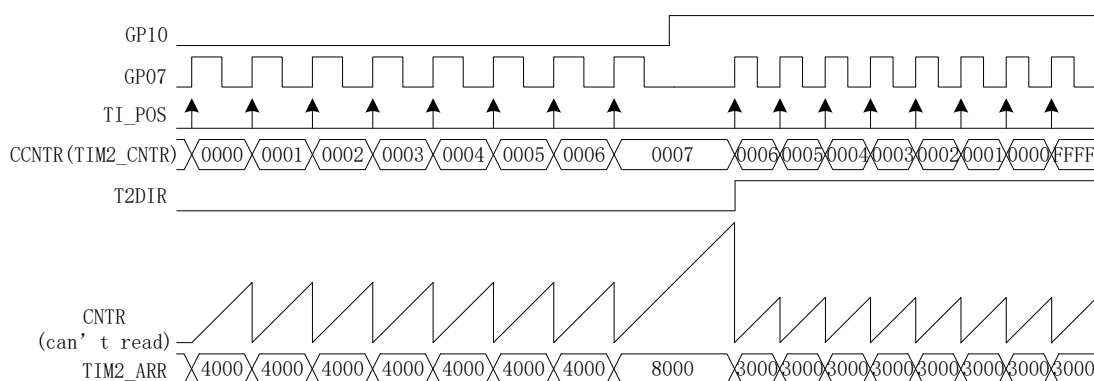 GP10
GP07
TI_POS
CCNTR(TIM2_CNTR) 0000 0001 0002 0003 0004 0005 0006 0007 0006 0005 0004 0003 0002 0001 0000 FFFF
T2DIR
CNTR
(can't read)
TIM2_ARR 4000 4000 4000 4000 4000 4000 4000 8000 3000 3000 3000 3000 3000 3000 3000 3000